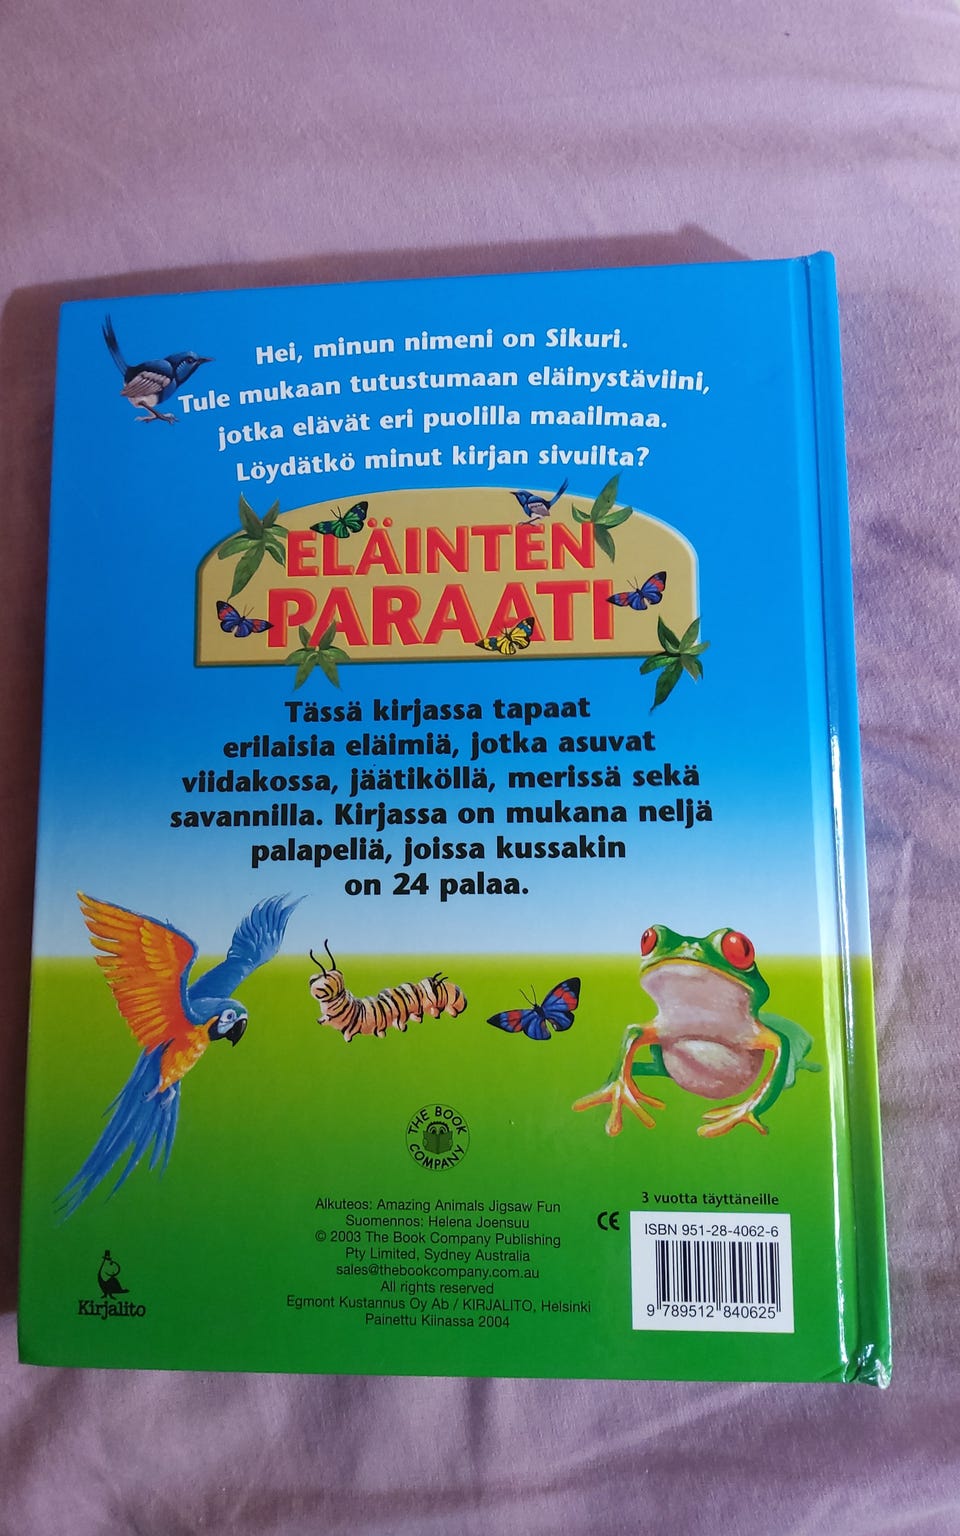 Hei, minun nimeni on Sikuri.
Tule mukaan tutustumaan eläinystäviini,
jotka elävät eri puolilla maailmaa.
Löydätkö minut kirjan sivuilta?
ELÄINTEN
PARAATI
Tässä kirjassa tapaat
erilaisia eläimiä, jotka asuvat
viidakossa, jäätiköllä, merissä sekä
savannilla. Kirjassa on mukana neljä
palapeliä, joissa kussakin
on 24 palaa.
THE BOOK
COMPANY
Alkuteos: Amazing Animals Jigsaw Fun
Suomennos: Helena Joensuu
© 2003 The Book Company Publishing
Pty Limited, Sydney Australia
sales@thebookcompany.com.au
All rights reserved
Egmont Kustannus Oy Ab / KIRJALITO, Helsinki
Painettu Kiinassa 2004
Kirjalito
3 vuotta täyttäneille
CE
ISBN 951-28-4062-6
9 789512 840625